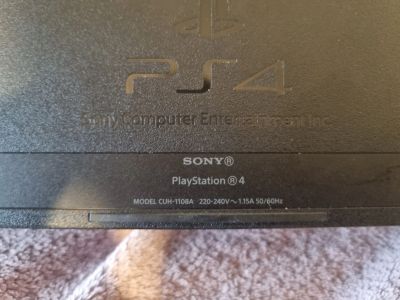 PS4
Sony Computer Entertainment Inc.
SONY®
PlayStation®4
MODEL CUH-1108A 220-240V～ 1.15A 50/60Hz